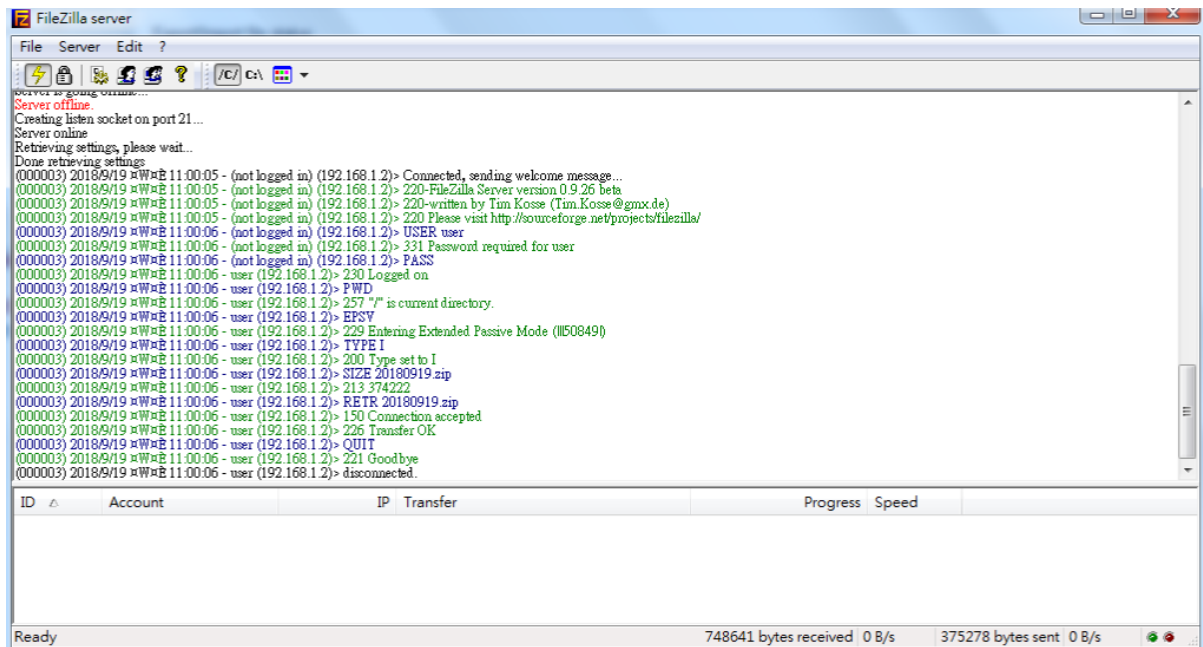 FileZilla server
File Server Edit ?
/C/ C:\
Server is going offline...
Server offline.
Creating listen socket on port 21...
Server online
Retrieving settings, please wait...
Done retrieving settings
(000003) 2018/9/19 ¤W¤È 11:00:05 - (not logged in) (192.168.1.2)> Connected, sending welcome message...
(000003) 2018/9/19 ¤W¤È 11:00:05 - (not logged in) (192.168.1.2)> 220-FileZilla Server version 0.9.26 beta
(000003) 2018/9/19 ¤W¤È 11:00:05 - (not logged in) (192.168.1.2)> 220-written by Tim Kosse (Tim.Kosse@gmx.de)
(000003) 2018/9/19 ¤W¤È 11:00:05 - (not logged in) (192.168.1.2)> 220 Please visit http://sourceforge.net/projects/filezilla/
(000003) 2018/9/19 ¤W¤È 11:00:06 - (not logged in) (192.168.1.2)> USER user
(000003) 2018/9/19 ¤W¤È 11:00:06 - (not logged in) (192.168.1.2)> 331 Password required for user
(000003) 2018/9/19 ¤W¤È 11:00:06 - (not logged in) (192.168.1.2)> PASS
(000003) 2018/9/19 ¤W¤È 11:00:06 - user (192.168.1.2)> 230 Logged on
(000003) 2018/9/19 ¤W¤È 11:00:06 - user (192.168.1.2)> PWD
(000003) 2018/9/19 ¤W¤È 11:00:06 - user (192.168.1.2)> 257 "/" is current directory.
(000003) 2018/9/19 ¤W¤È 11:00:06 - user (192.168.1.2)> EPSV
(000003) 2018/9/19 ¤W¤È 11:00:06 - user (192.168.1.2)> 229 Entering Extended Passive Mode (|||50849|)
(000003) 2018/9/19 ¤W¤È 11:00:06 - user (192.168.1.2)> TYPE I
(000003) 2018/9/19 ¤W¤È 11:00:06 - user (192.168.1.2)> 200 Type set to I
(000003) 2018/9/19 ¤W¤È 11:00:06 - user (192.168.1.2)> SIZE 20180919.zip
(000003) 2018/9/19 ¤W¤È 11:00:06 - user (192.168.1.2)> 213 374222
(000003) 2018/9/19 ¤W¤È 11:00:06 - user (192.168.1.2)> RETR 20180919.zip
(000003) 2018/9/19 ¤W¤È 11:00:06 - user (192.168.1.2)> 150 Connection accepted
(000003) 2018/9/19 ¤W¤È 11:00:06 - user (192.168.1.2)> 226 Transfer OK
(000003) 2018/9/19 ¤W¤È 11:00:06 - user (192.168.1.2)> QUIT
(000003) 2018/9/19 ¤W¤È 11:00:06 - user (192.168.1.2)> 221 Goodbye
(000003) 2018/9/19 ¤W¤È 11:00:06 - user (192.168.1.2)> disconnected.
ID Account IP Transfer Progress Speed
Ready 748641 bytes received 0 B/s 375278 bytes sent 0 B/s